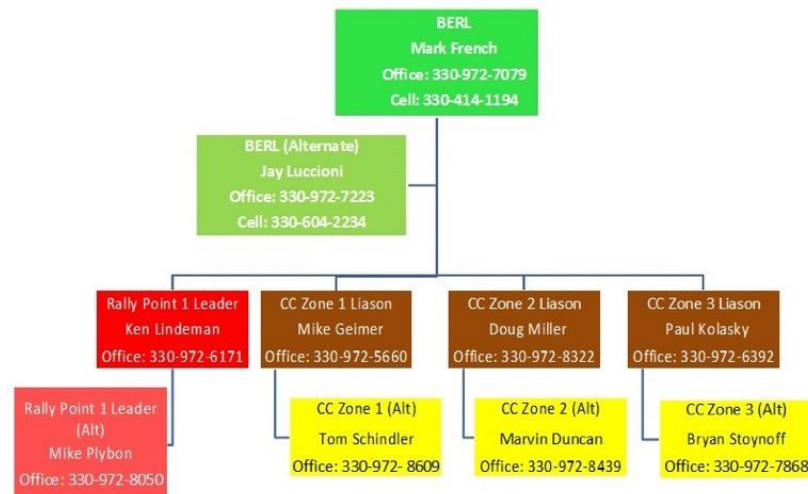 BERL
Mark French
Office: 330-972-7079
Cell: 330-414-1194
BERL (Alternate)
Jay Luccioni
Office: 330-972-7223
Cell: 330-604-2234
Rally Point 1 Leader
Ken Lindeman
Office: 330-972-6171
CC Zone 1 Liason
Mike Geimer
Office: 330-972-5660
CC Zone 2 Liason
Doug Miller
Office: 330-972-8322
CC Zone 3 Liason
Paul Kolasky
Office: 330-972-6392
Rally Point 1 Leader
(Alt)
Mike Plybon
Office: 330-972-8050
CC Zone 1 (Alt)
Tom Schindler
Office: 330-972- 8609
CC Zone 2 (Alt)
Marvin Duncan
Office: 330-972-8439
CC Zone 3 (Alt)
Bryan Stoynoff
Office: 330-972-7868